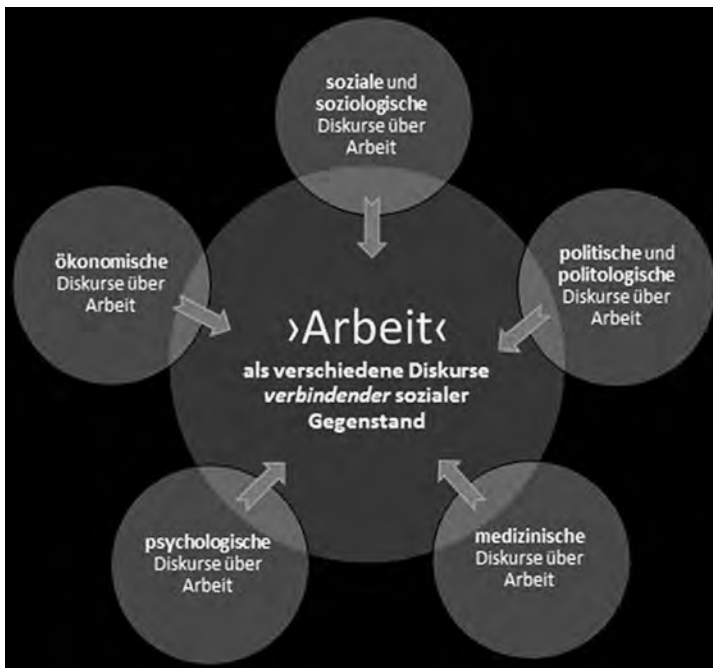 soziale und
soziologische
Diskurse über
Arbeit
ökonomische
Diskurse über
Arbeit
politische und
politologische
Diskurse über
Arbeit
›Arbeit‹
als verschiedene Diskurse
verbindender sozialer
Gegenstand
psychologische
Diskurse über
Arbeit
medizinische
Diskurse über
Arbeit